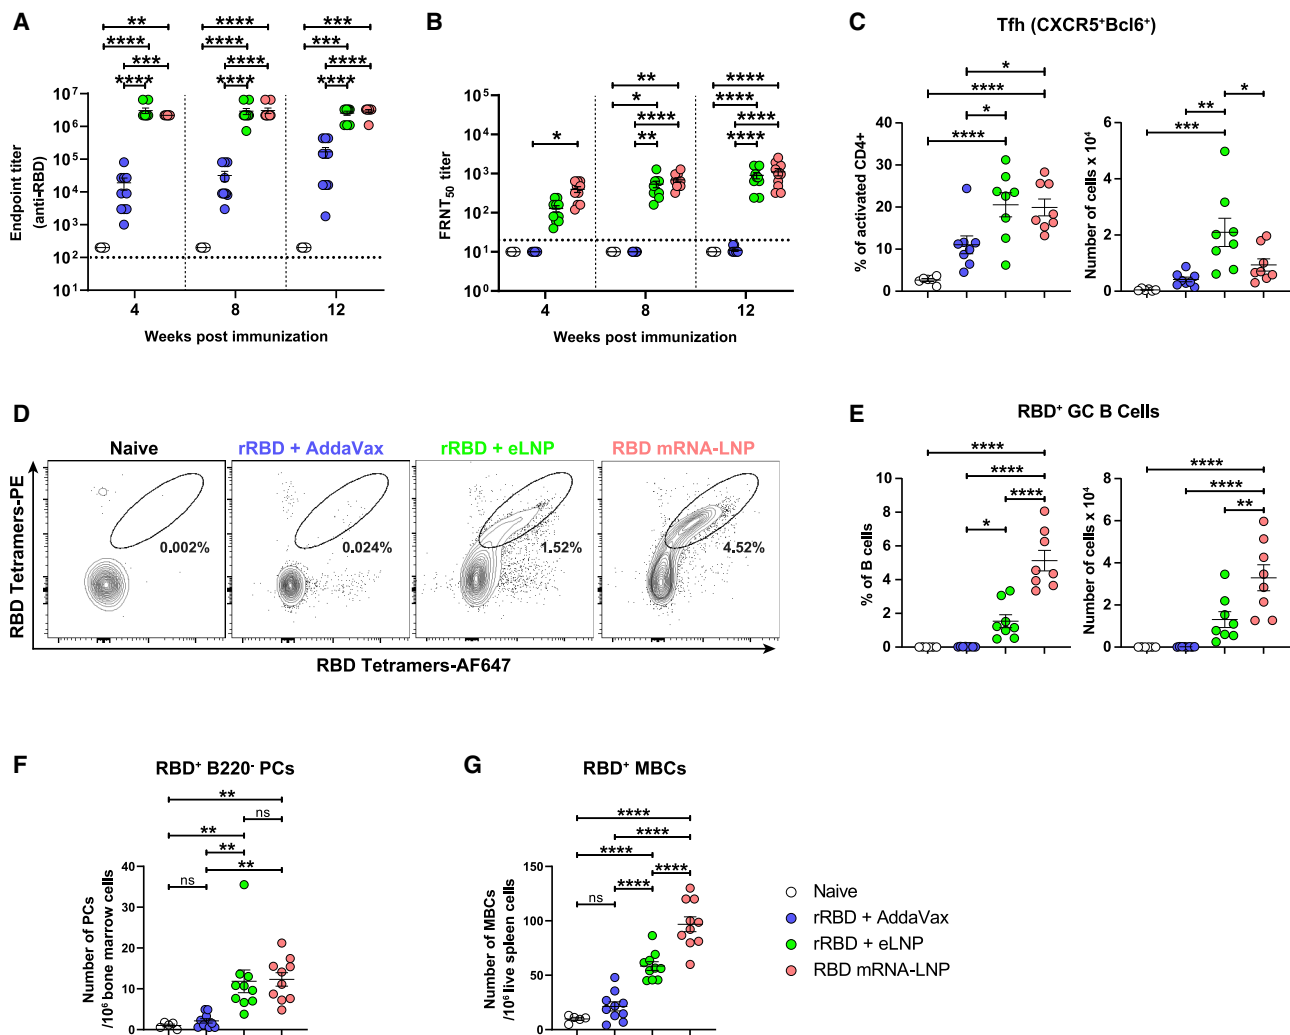 A
** **** ***
**** **** ***
*** **** ****
**** **** ****
Endpoint titer
(anti-RBD)
10⁷
10⁶
10⁵
10⁴
10³
10²
10¹
4 8 12
Weeks post immunization
B
** ****
* ****
* **** ****
** ****
FRNT₅₀ titer
10⁵
10⁴
10³
10²
10¹
10⁰
4 8 12
Weeks post immunization
C
Tfh (CXCR5⁺Bcl6⁺)
*
****
*
****
% of activated CD4+
40
30
20
10
0
*
**
***
Number of cells x 10⁴
6
4
2
0
D
Naive rRBD + AddaVax rRBD + eLNP RBD mRNA-LNP
RBD Tetramers-PE
0.002% 0.024% 1.52% 4.52%
RBD Tetramers-AF647
E
RBD⁺ GC B Cells
****
****
****
*
% of B cells
10
8
6
4
2
0
****
****
**
Number of cells x 10⁴
8
6
4
2
0
F
RBD⁺ B220⁻ PCs
**
ns
**
**
**
ns
Number of PCs
/10⁶ bone marrow cells
40
30
20
10
0
G
RBD⁺ MBCs
****
****
****
****
****
ns
Number of MBCs
/10⁶ live spleen cells
150
100
50
0
Naive
rRBD + AddaVax
rRBD + eLNP
RBD mRNA-LNP